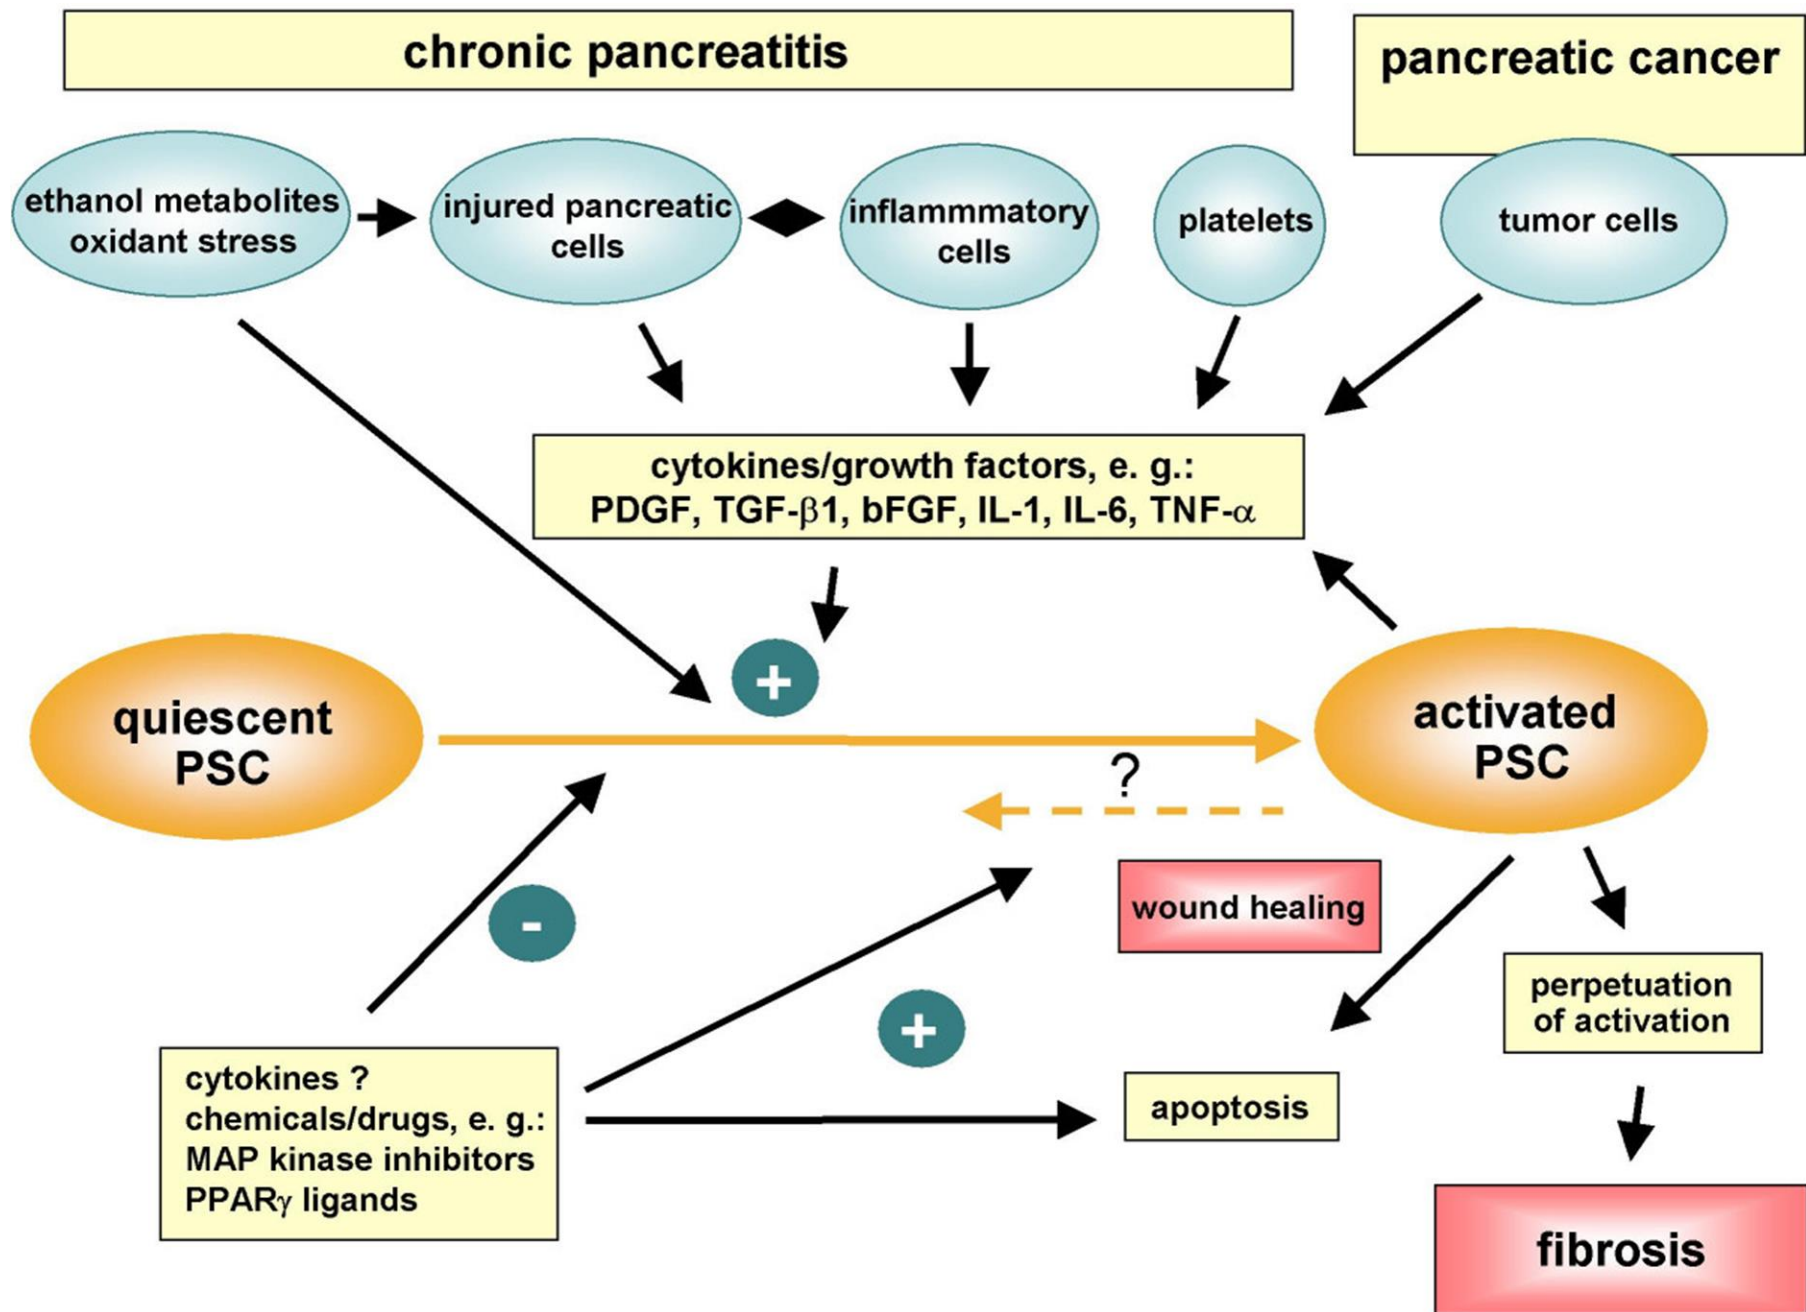 chronic pancreatitis
pancreatic cancer
ethanol metabolites
oxidant stress
injured pancreatic
cells
inflammmatory
cells
platelets
tumor cells
cytokines/growth factors, e. g.:
PDGF, TGF-β1, bFGF, IL-1, IL-6, TNF-α
+
quiescent
PSC
activated
PSC
?
-
wound healing
+
perpetuation
of activation
cytokines ?
chemicals/drugs, e. g.:
MAP kinase inhibitors
PPARγ ligands
apoptosis
fibrosis